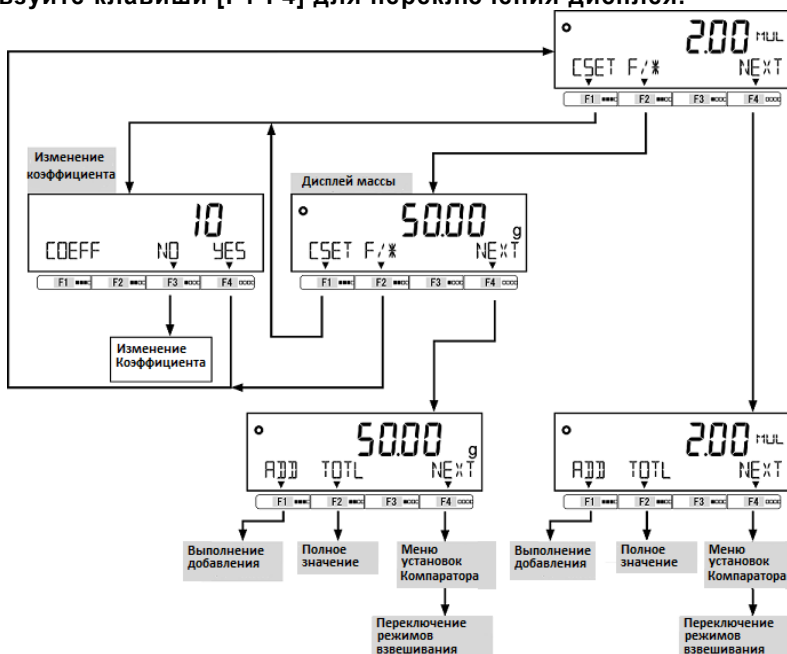 зуйте клавиши [F1-F4] для переключения дисплея.
2.00 MUL
CSET F/* NEXT
F1 F2 F3 F4
Изменение
коэффициента
10
COEFF NO YES
F1 F2 F3 F4
Изменение
Коэффициента
Дисплей массы
50.00 g
CSET F/* NEXT
F1 F2 F3 F4
50.00 g
ADD TOTL NEXT
F1 F2 F3 F4
Выполнение
добавления
Полное
значение
Меню
установок
Компаратора
Переключение
режимов
взвешивания
2.00 MUL
ADD TOTL NEXT
F1 F2 F3 F4
Выполнение
добавления
Полное
значение
Меню
установок
Компаратора
Переключение
режимов
взвешивания